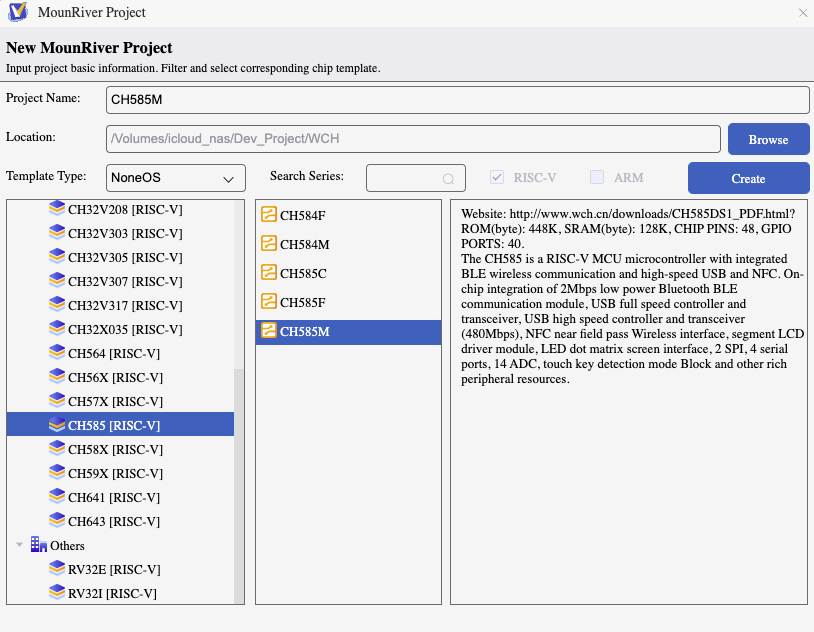 MounRiver Project
New MounRiver Project
Input project basic information. Filter and select corresponding chip template.
Project Name:
CH585M
Location:
/Volumes/icloud_nas/Dev_Project/WCH
Browse
Template Type:
NoneOS
Search Series:
RISC-V
ARM
Create
CH32V208 [RISC-V]
CH32V303 [RISC-V]
CH32V305 [RISC-V]
CH32V307 [RISC-V]
CH32V317 [RISC-V]
CH32X035 [RISC-V]
CH564 [RISC-V]
CH56X [RISC-V]
CH57X [RISC-V]
CH585 [RISC-V]
CH58X [RISC-V]
CH59X [RISC-V]
CH641 [RISC-V]
CH643 [RISC-V]
Others
RV32E [RISC-V]
RV32I [RISC-V]
CH584F
CH584M
CH585C
CH585F
CH585M
Website: http://www.wch.cn/downloads/CH585DS1_PDF.html?
ROM(byte): 448K, SRAM(byte): 128K, CHIP PINS: 48, GPIO
PORTS: 40.
The CH585 is a RISC-V MCU microcontroller with integrated
BLE wireless communication and high-speed USB and NFC. On-
chip integration of 2Mbps low power Bluetooth BLE
communication module, USB full speed controller and
transceiver, USB high speed controller and transceiver
(480Mbps), NFC near field pass Wireless interface, segment LCD
driver module, LED dot matrix screen interface, 2 SPI, 4 serial
ports, 14 ADC, touch key detection mode Block and other rich
peripheral resources.